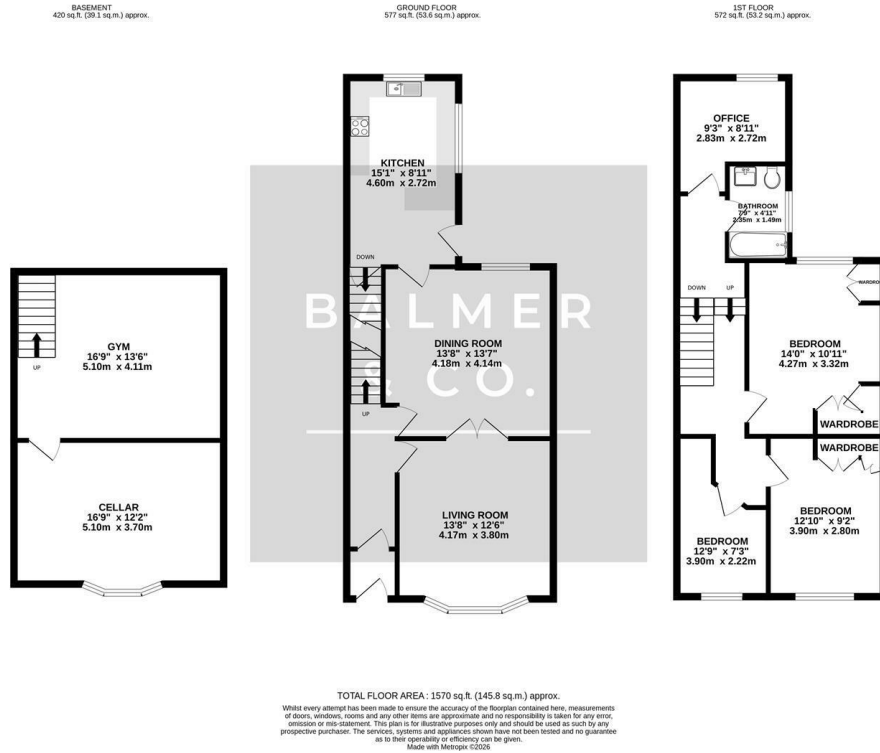 BASEMENT
420 sq.ft. (39.1 sq.m.) approx.
GROUND FLOOR
577 sq.ft. (53.6 sq.m.) approx.
1ST FLOOR
572 sq.ft. (53.2 sq.m.) approx.
GYM
16'9" x 13'6"
5.10m x 4.11m
UP
CELLAR
16'9" x 12'2"
5.10m x 3.70m
KITCHEN
15'1" x 8'11"
4.60m x 2.72m
DOWN
BALMER
& CO.
DINING ROOM
13'8" x 13'7"
4.18m x 4.14m
UP
LIVING ROOM
13'8" x 12'6"
4.17m x 3.80m
OFFICE
9'3" x 8'11"
2.83m x 2.72m
BATHROOM
7'9" x 4'11"
2.35m x 1.49m
DOWN
UP
WARDROBE
BEDROOM
14'0" x 10'11"
4.27m x 3.32m
WARDROBE
WARDROBE
BEDROOM
12'10" x 9'2"
3.90m x 2.80m
BEDROOM
12'9" x 7'3"
3.90m x 2.22m
TOTAL FLOOR AREA : 1570 sq.ft. (145.8 sq.m.) approx.
Whilst every attempt has been made to ensure the accuracy of the floorplan contained here, measurements
of doors, windows, rooms and any other items are approximate and no responsibility is taken for any error,
omission or mis-statement. This plan is for illustrative purposes only and should be used as such by any
prospective purchaser. The services, systems and appliances shown have not been tested and no guarantee
as to their operability or efficiency can be given.
Made with Metropix ©2026